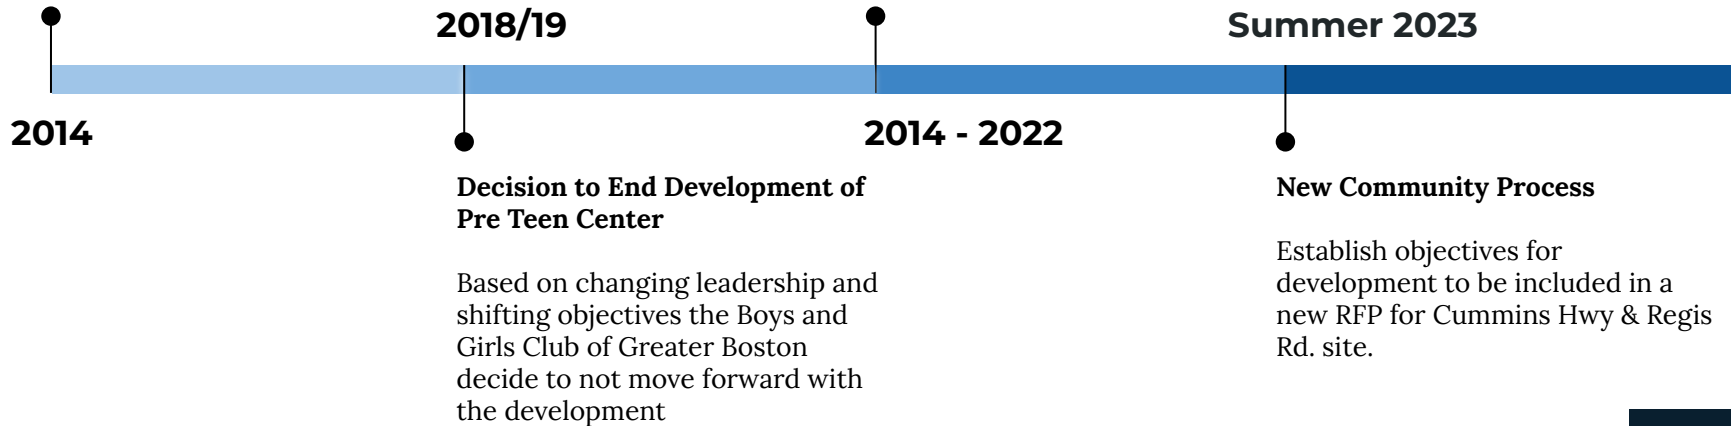 2018/19
Summer 2023
2014
2014 - 2022
Decision to End Development of
Pre Teen Center
Based on changing leadership and
shifting objectives the Boys and
Girls Club of Greater Boston
decide to not move forward with
the development
New Community Process
Establish objectives for
development to be included in a
new RFP for Cummins Hwy & Regis
Rd. site.